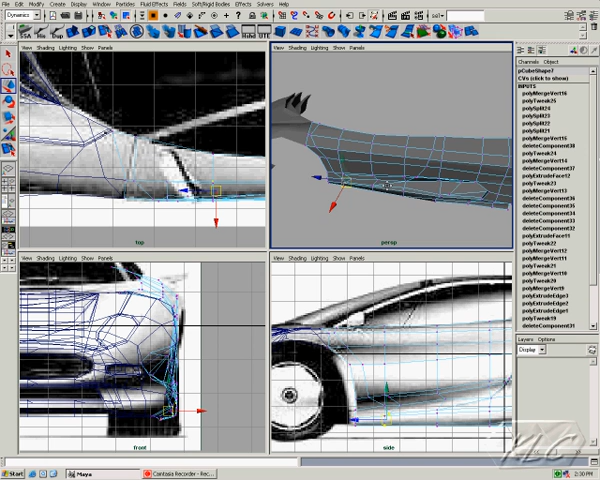 File Edit Modify Create Display Window Particles Fluid Effects Fields Soft/Rigid Bodies Effects Solvers Help
Dynamics
sel
View Shading Lighting Show Panels
View Shading Lighting Show Panels
top
persp
View Shading Lighting Show Panels
View Shading Lighting Show Panels
front
side
Channels Object
pCubeShape7
CVs (click to show)
INPUTS
polyMergeVert16
polyTweak25
polySplit24
polySplit23
polySplit22
polySplit21
polyMergeVert15
deleteComponent38
polyTweak24
polyMergeVert14
deleteComponent37
polyExtrudeFace12
polyTweak23
polyMergeVert13
deleteComponent36
deleteComponent35
deleteComponent34
deleteComponent33
deleteComponent32
polyExtrudeFace11
polyTweak22
polyMergeVert12
polyMergeVert11
polyTweak21
polyMergeVert10
polyTweak20
polyMergeVert9
polyExtrudeEdge3
polyExtrudeEdge2
polyExtrudeEdge1
polyTweak19
deleteComponent31
Layers Options
Display
Start
Maya
Camtasia Recorder - Rec...
2:30 PM